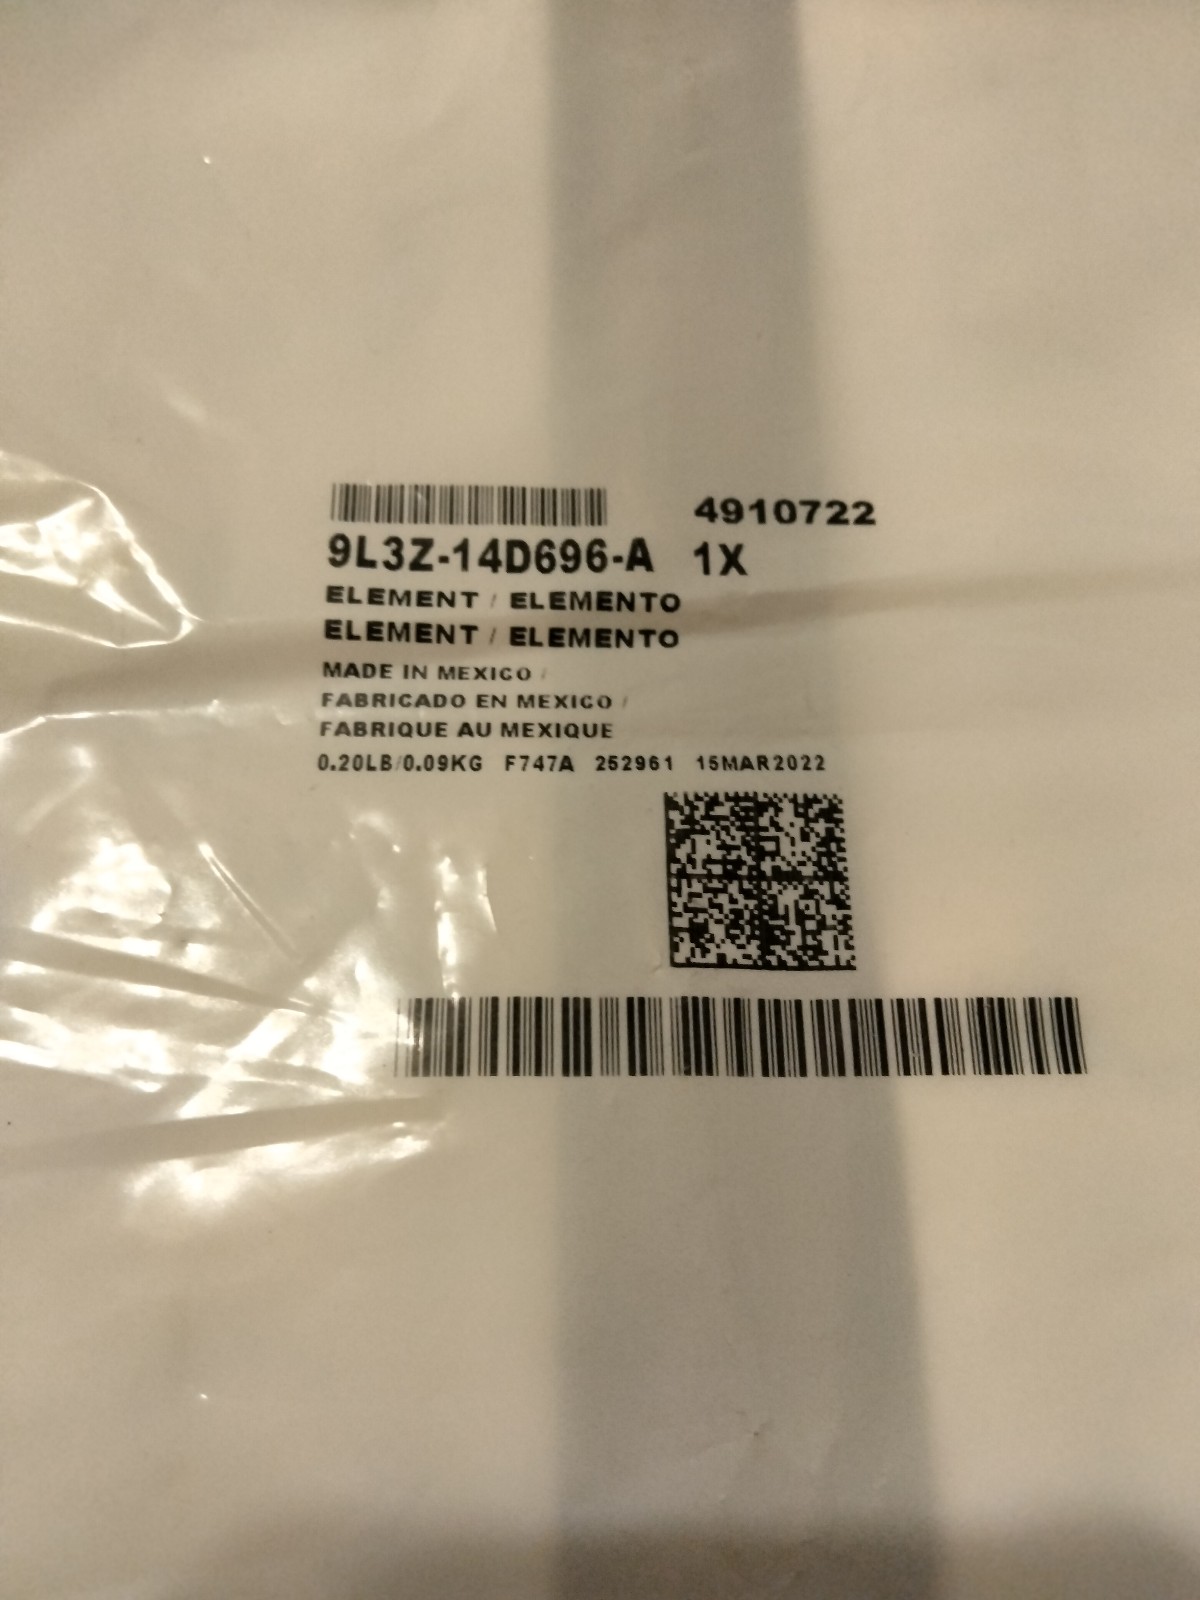 4910722
9L3Z-14D696-A 1X
ELEMENT / ELEMENTO
ELEMENT / ELEMENTO
MADE IN MEXICO /
FABRICADO EN MEXICO /
FABRIQUE AU MEXIQUE
0.20LB/0.09KG F747A 252961 15MAR2022